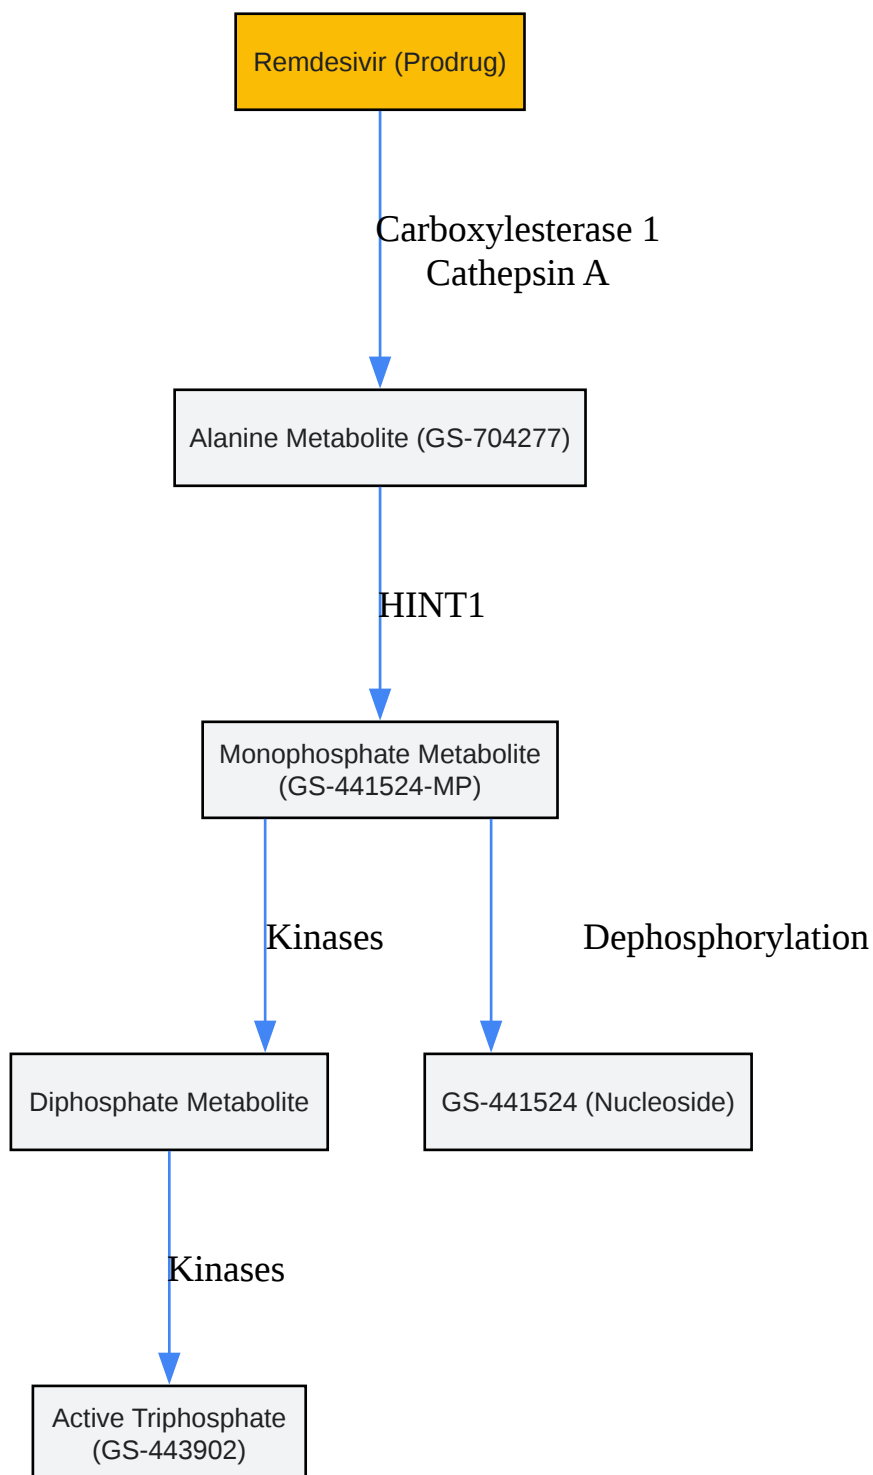 Remdesivir (Prodrug)
Carboxylesterase 1
Cathepsin A
Alanine Metabolite (GS-704277)
HINT1
Monophosphate Metabolite
(GS-441524-MP)
Kinases
Dephosphorylation
Diphosphate Metabolite
GS-441524 (Nucleoside)
Kinases
Active Triphosphate
(GS-443902)